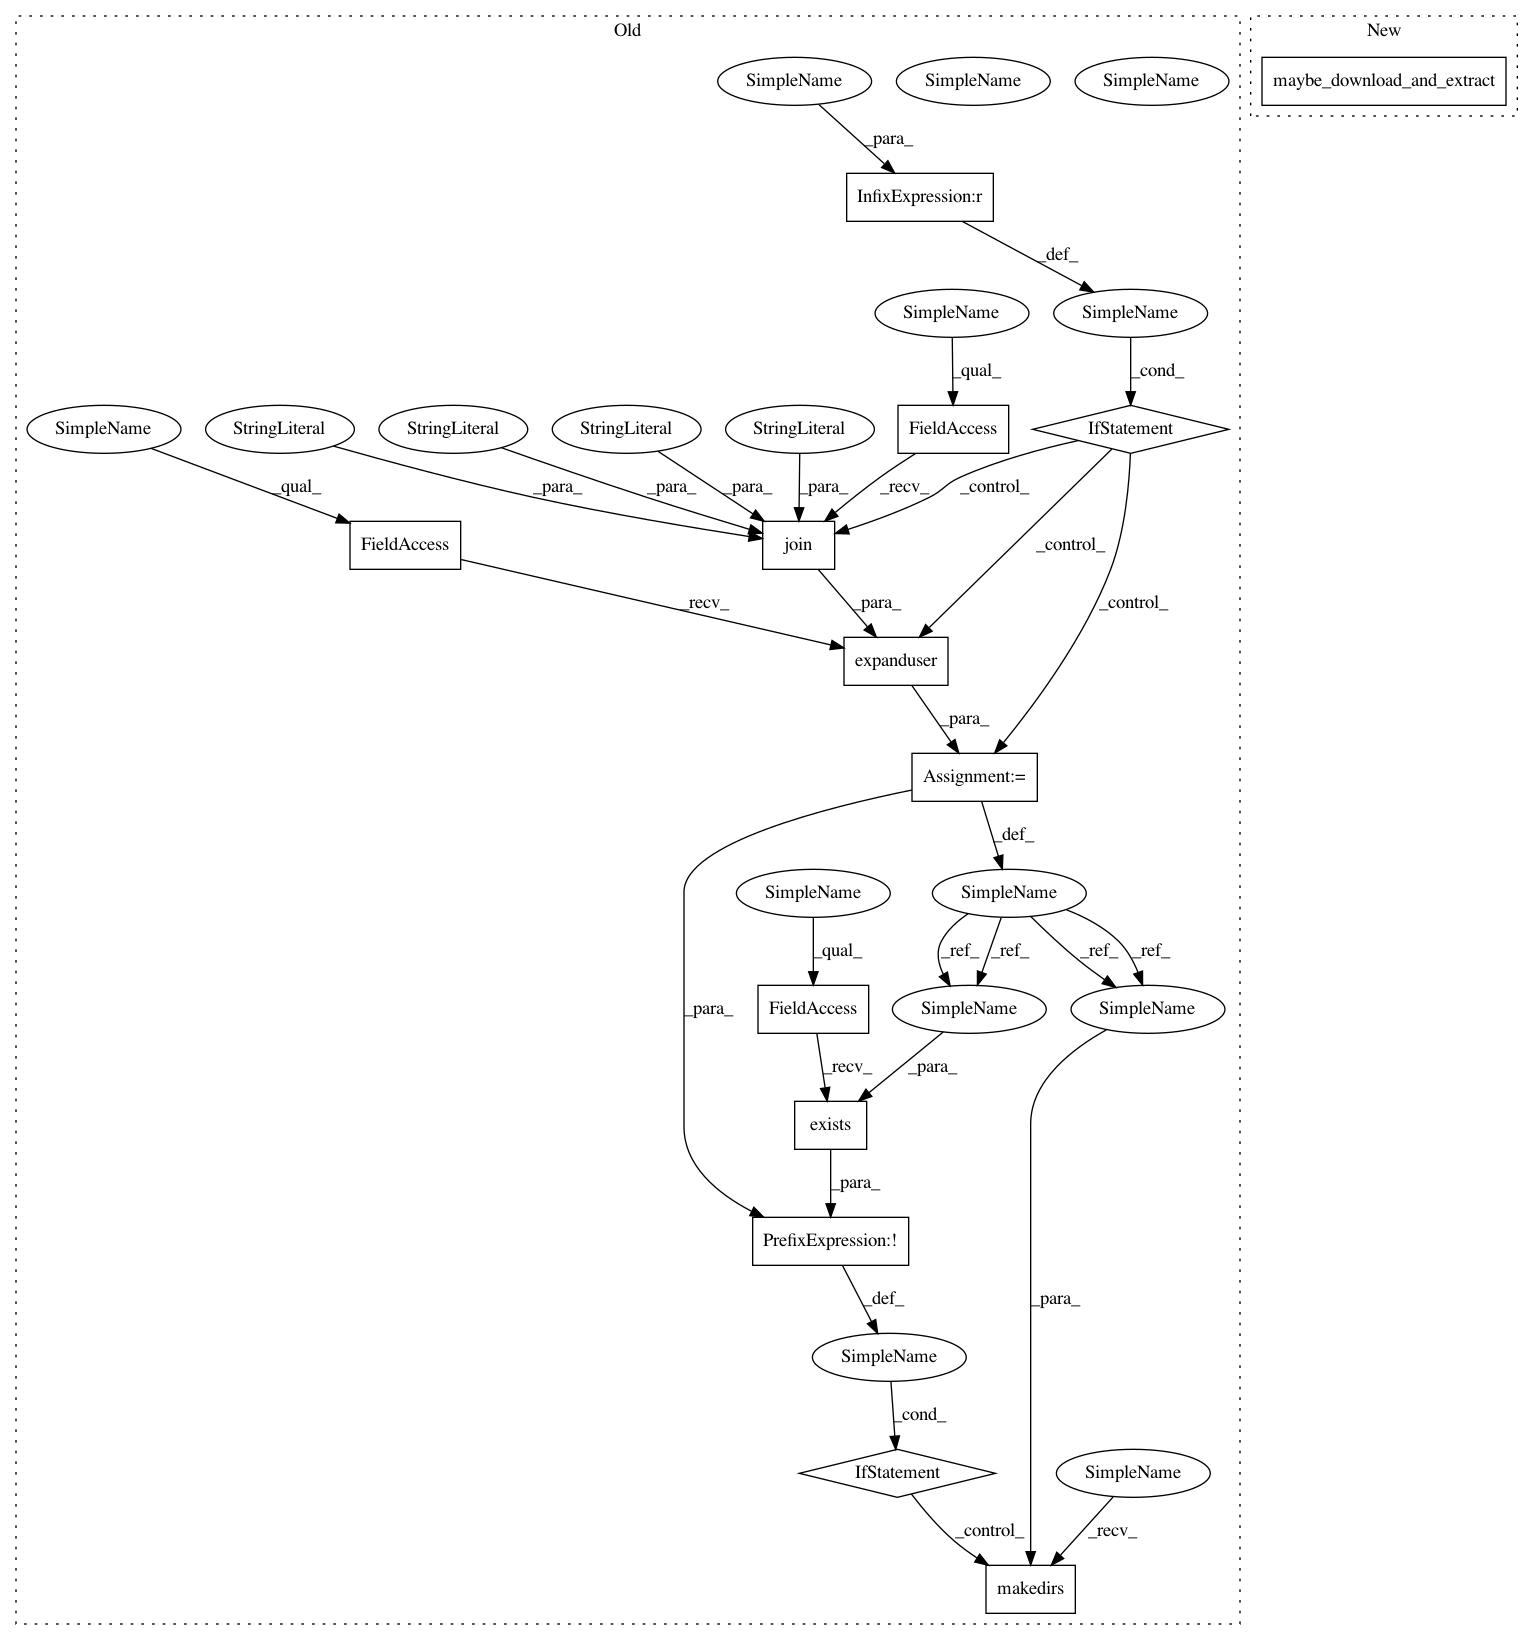 Old
New
SimpleName
SimpleName
SimpleName
maybe_download_and_extract
_para_
InfixExpression:r
_def_
SimpleName
SimpleName
_qual_
_cond_
SimpleName
StringLiteral
StringLiteral
StringLiteral
StringLiteral
FieldAccess
IfStatement
_qual_
_para_
_para_
_para_
_para_
_recv_
_control_
FieldAccess
join
_control_
_recv_
_para_
_control_
expanduser
_para_
Assignment:=
_def_
SimpleName
SimpleName
_qual_
_ref_
_ref_
_ref_
_ref_
_para_
FieldAccess
SimpleName
SimpleName
_recv_
_para_
exists
_para_
PrefixExpression:!
_def_
_para_
SimpleName
_cond_
IfStatement
SimpleName
_control_
_recv_
makedirs